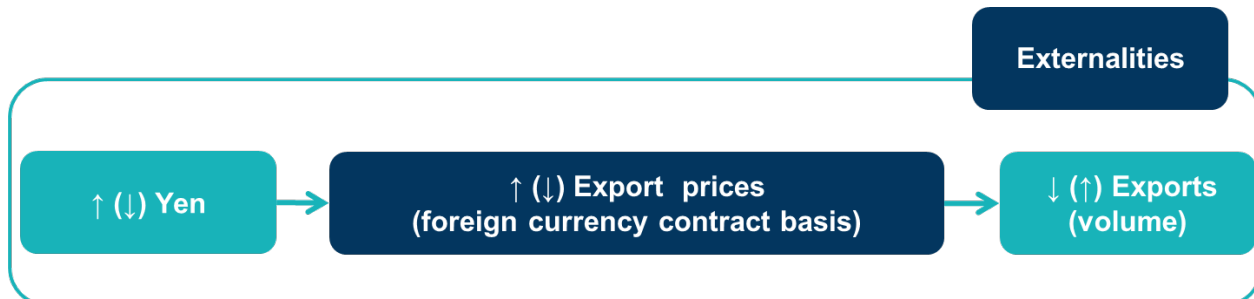 Externalities
↑ (↓) Yen
↑ (↓) Export prices
(foreign currency contract basis)
↓ (↑) Exports
(volume)